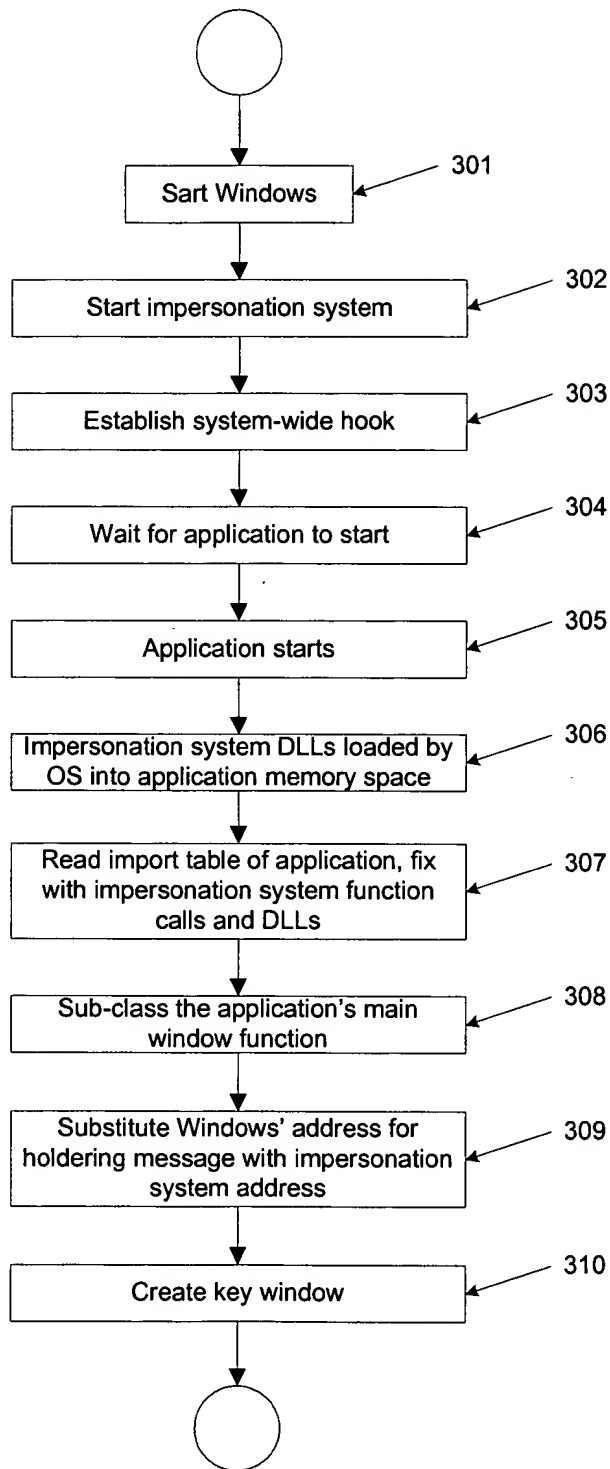 301
Sart Windows
302
Start impersonation system
303
Establish system-wide hook
304
Wait for application to start
305
Application starts
306
Impersonation system DLLs loaded by
OS into application memory space
307
Read import table of application, fix
with impersonation system function
calls and DLLs
308
Sub-class the application's main
window function
309
Substitute Windows' address for
holdering message with impersonation
system address
310
Create key window